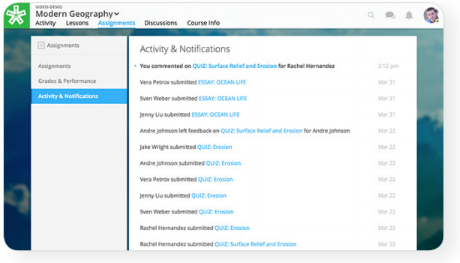 VIDEO-DEMO
Modern Geography
Activity Lessons Assignments Discussions Course Info
Assignments
Assignments
Grades & Performance
Activity & Notifications
Activity & Notifications
You commented on QUIZ: Surface Relief and Erosion for Rachel Hernandez 2:12 pm
Vera Petrov submitted ESSAY: OCEAN LIFE Mar 31
Sven Weber submitted ESSAY: OCEAN LIFE Mar 31
Jenny Liu submitted ESSAY: OCEAN LIFE Mar 31
Andre Johnson left feedback on QUIZ: Surface Relief and Erosion for Andre Johnson Mar 22
Jake Wright submitted QUIZ: Erosion Mar 22
Andre Johnson submitted QUIZ: Erosion Mar 22
Vera Petrov submitted QUIZ: Erosion Mar 22
Jenny Liu submitted QUIZ: Erosion Mar 22
Sven Weber submitted QUIZ: Erosion Mar 22
Rachel Hernandez submitted QUIZ: Erosion Mar 22
Rachel Hernandez submitted QUIZ: Surface Relief and Erosion Mar 22